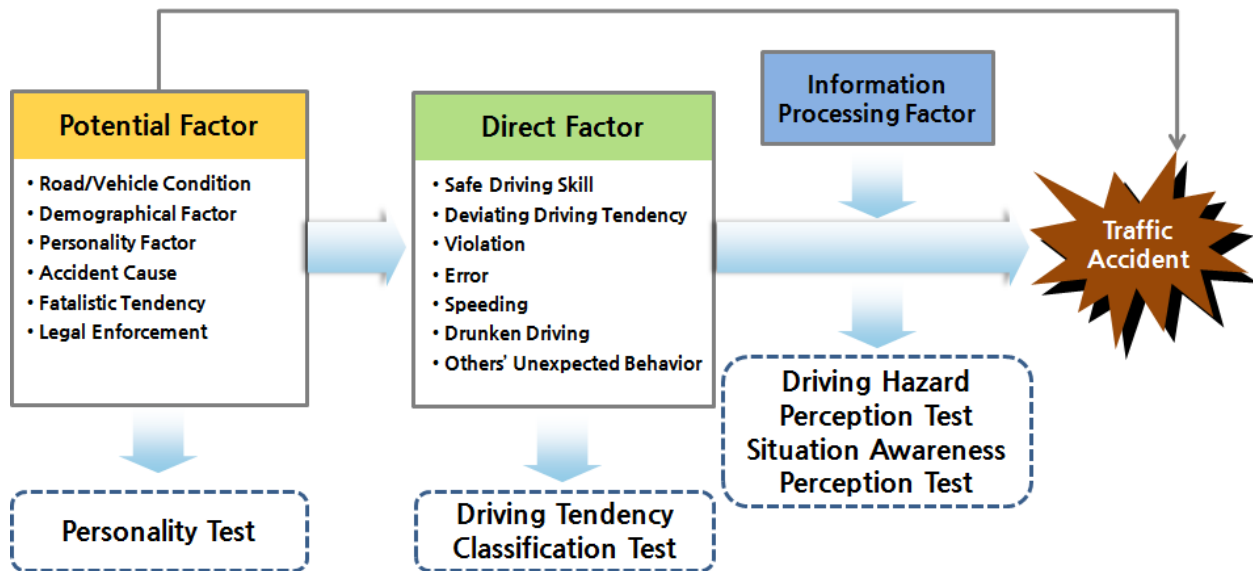 Potential Factor
• Road/Vehicle Condition
• Demographical Factor
• Personality Factor
• Accident Cause
• Fatalistic Tendency
• Legal Enforcement
Personality Test
Direct Factor
• Safe Driving Skill
• Deviating Driving Tendency
• Violation
• Error
• Speeding
• Drunken Driving
• Others' Unexpected Behavior
Driving Tendency
Classification Test
Information
Processing Factor
Driving Hazard
Perception Test
Situation Awareness
Perception Test
Traffic
Accident